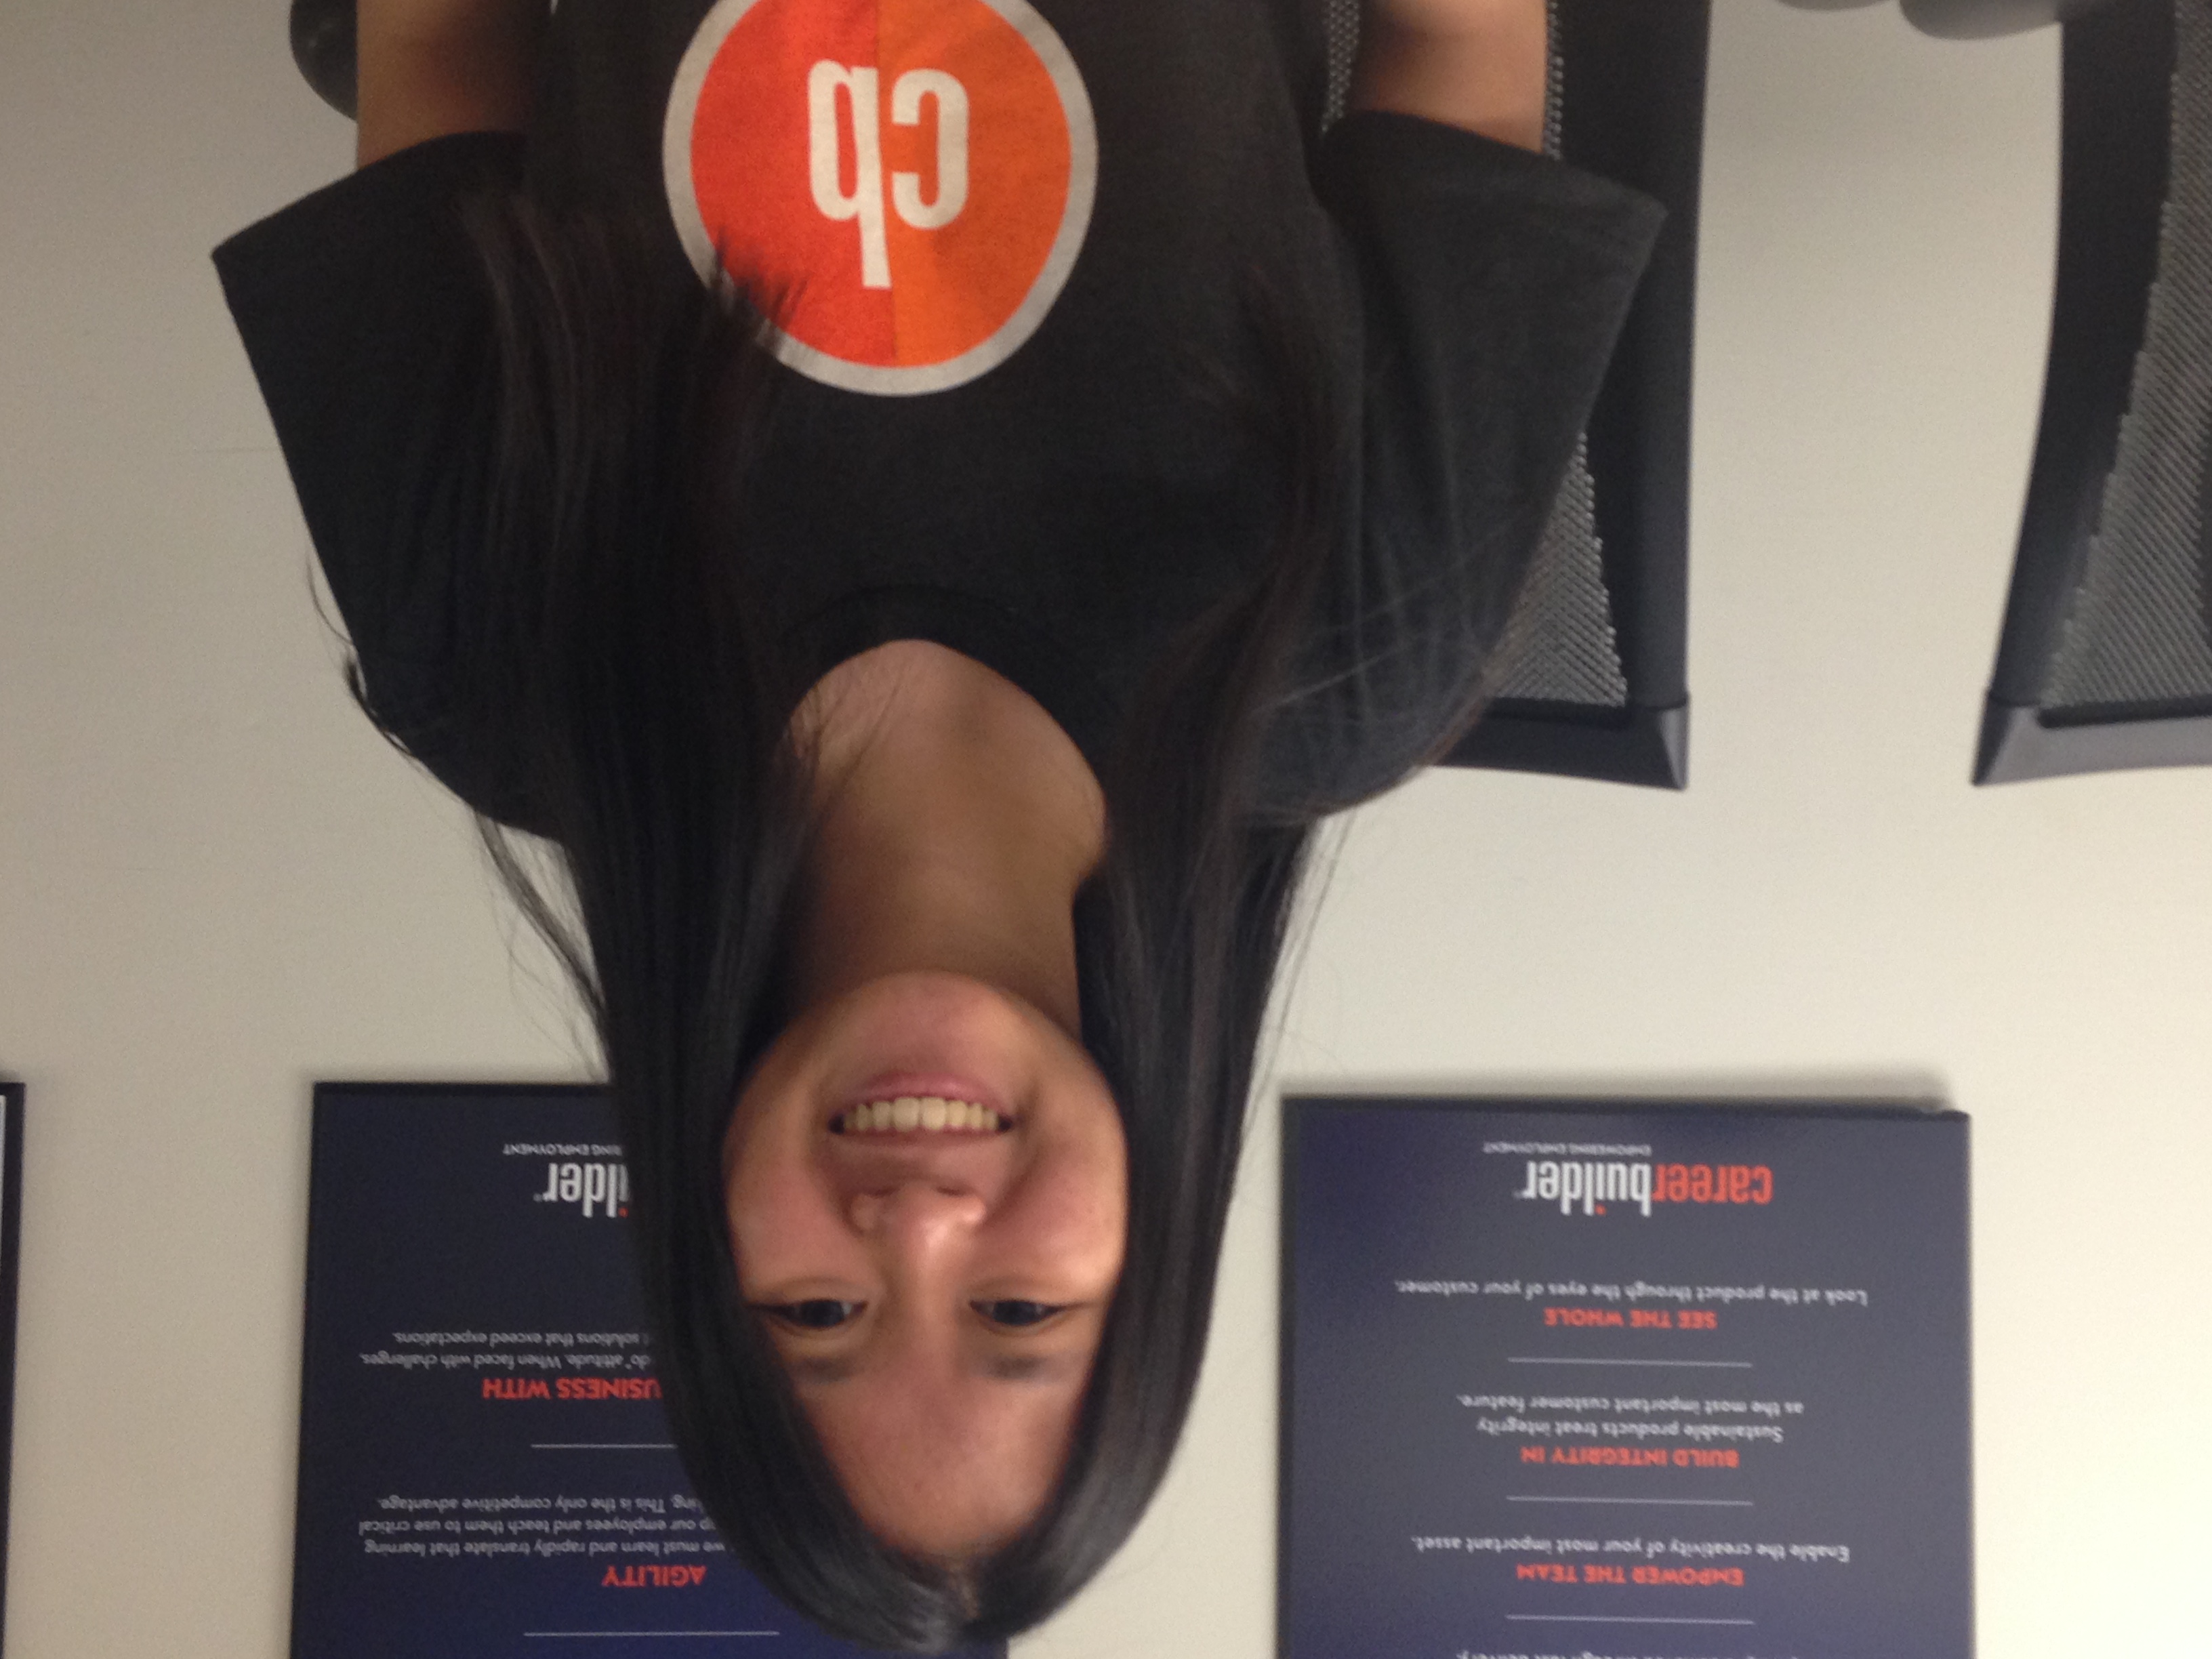 EMPOWER THE TEAM
Enable the creativity of your most important asset.
BUILD INTEGRITY IN
Sustainable products treat integrity
as the most important customer feature.
SEE THE WHOLE
Look at the product through the eyes of your customer.
careerbuilder
EMPOWERING EMPLOYMENT
AGILITY
we must learn and rapidly translate that learning
our employees and teach them to use critical
This is the only competitive advantage.
USINESS WITH
do" attitude. When faced with challenges,
solutions that exceed expectations.
ilder
RING EMPLOYMENT
cb